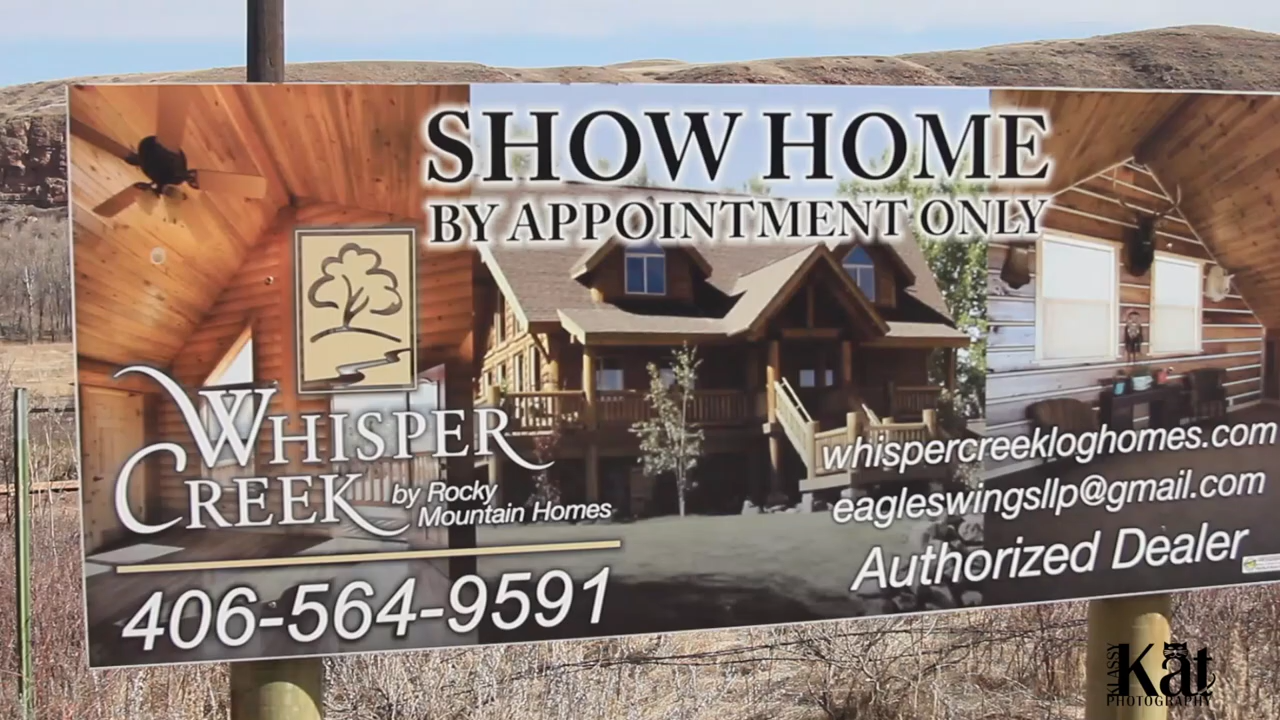 SHOW HOME
BY APPOINTMENT ONLY
WHISPER
CREEK
by Rocky
Mountain Homes
406-564-9591
whispercreekloghomes.com
eagleswingsllp@gmail.com
Authorized Dealer
KLASSY
Kat
PHOTOGRAPHY